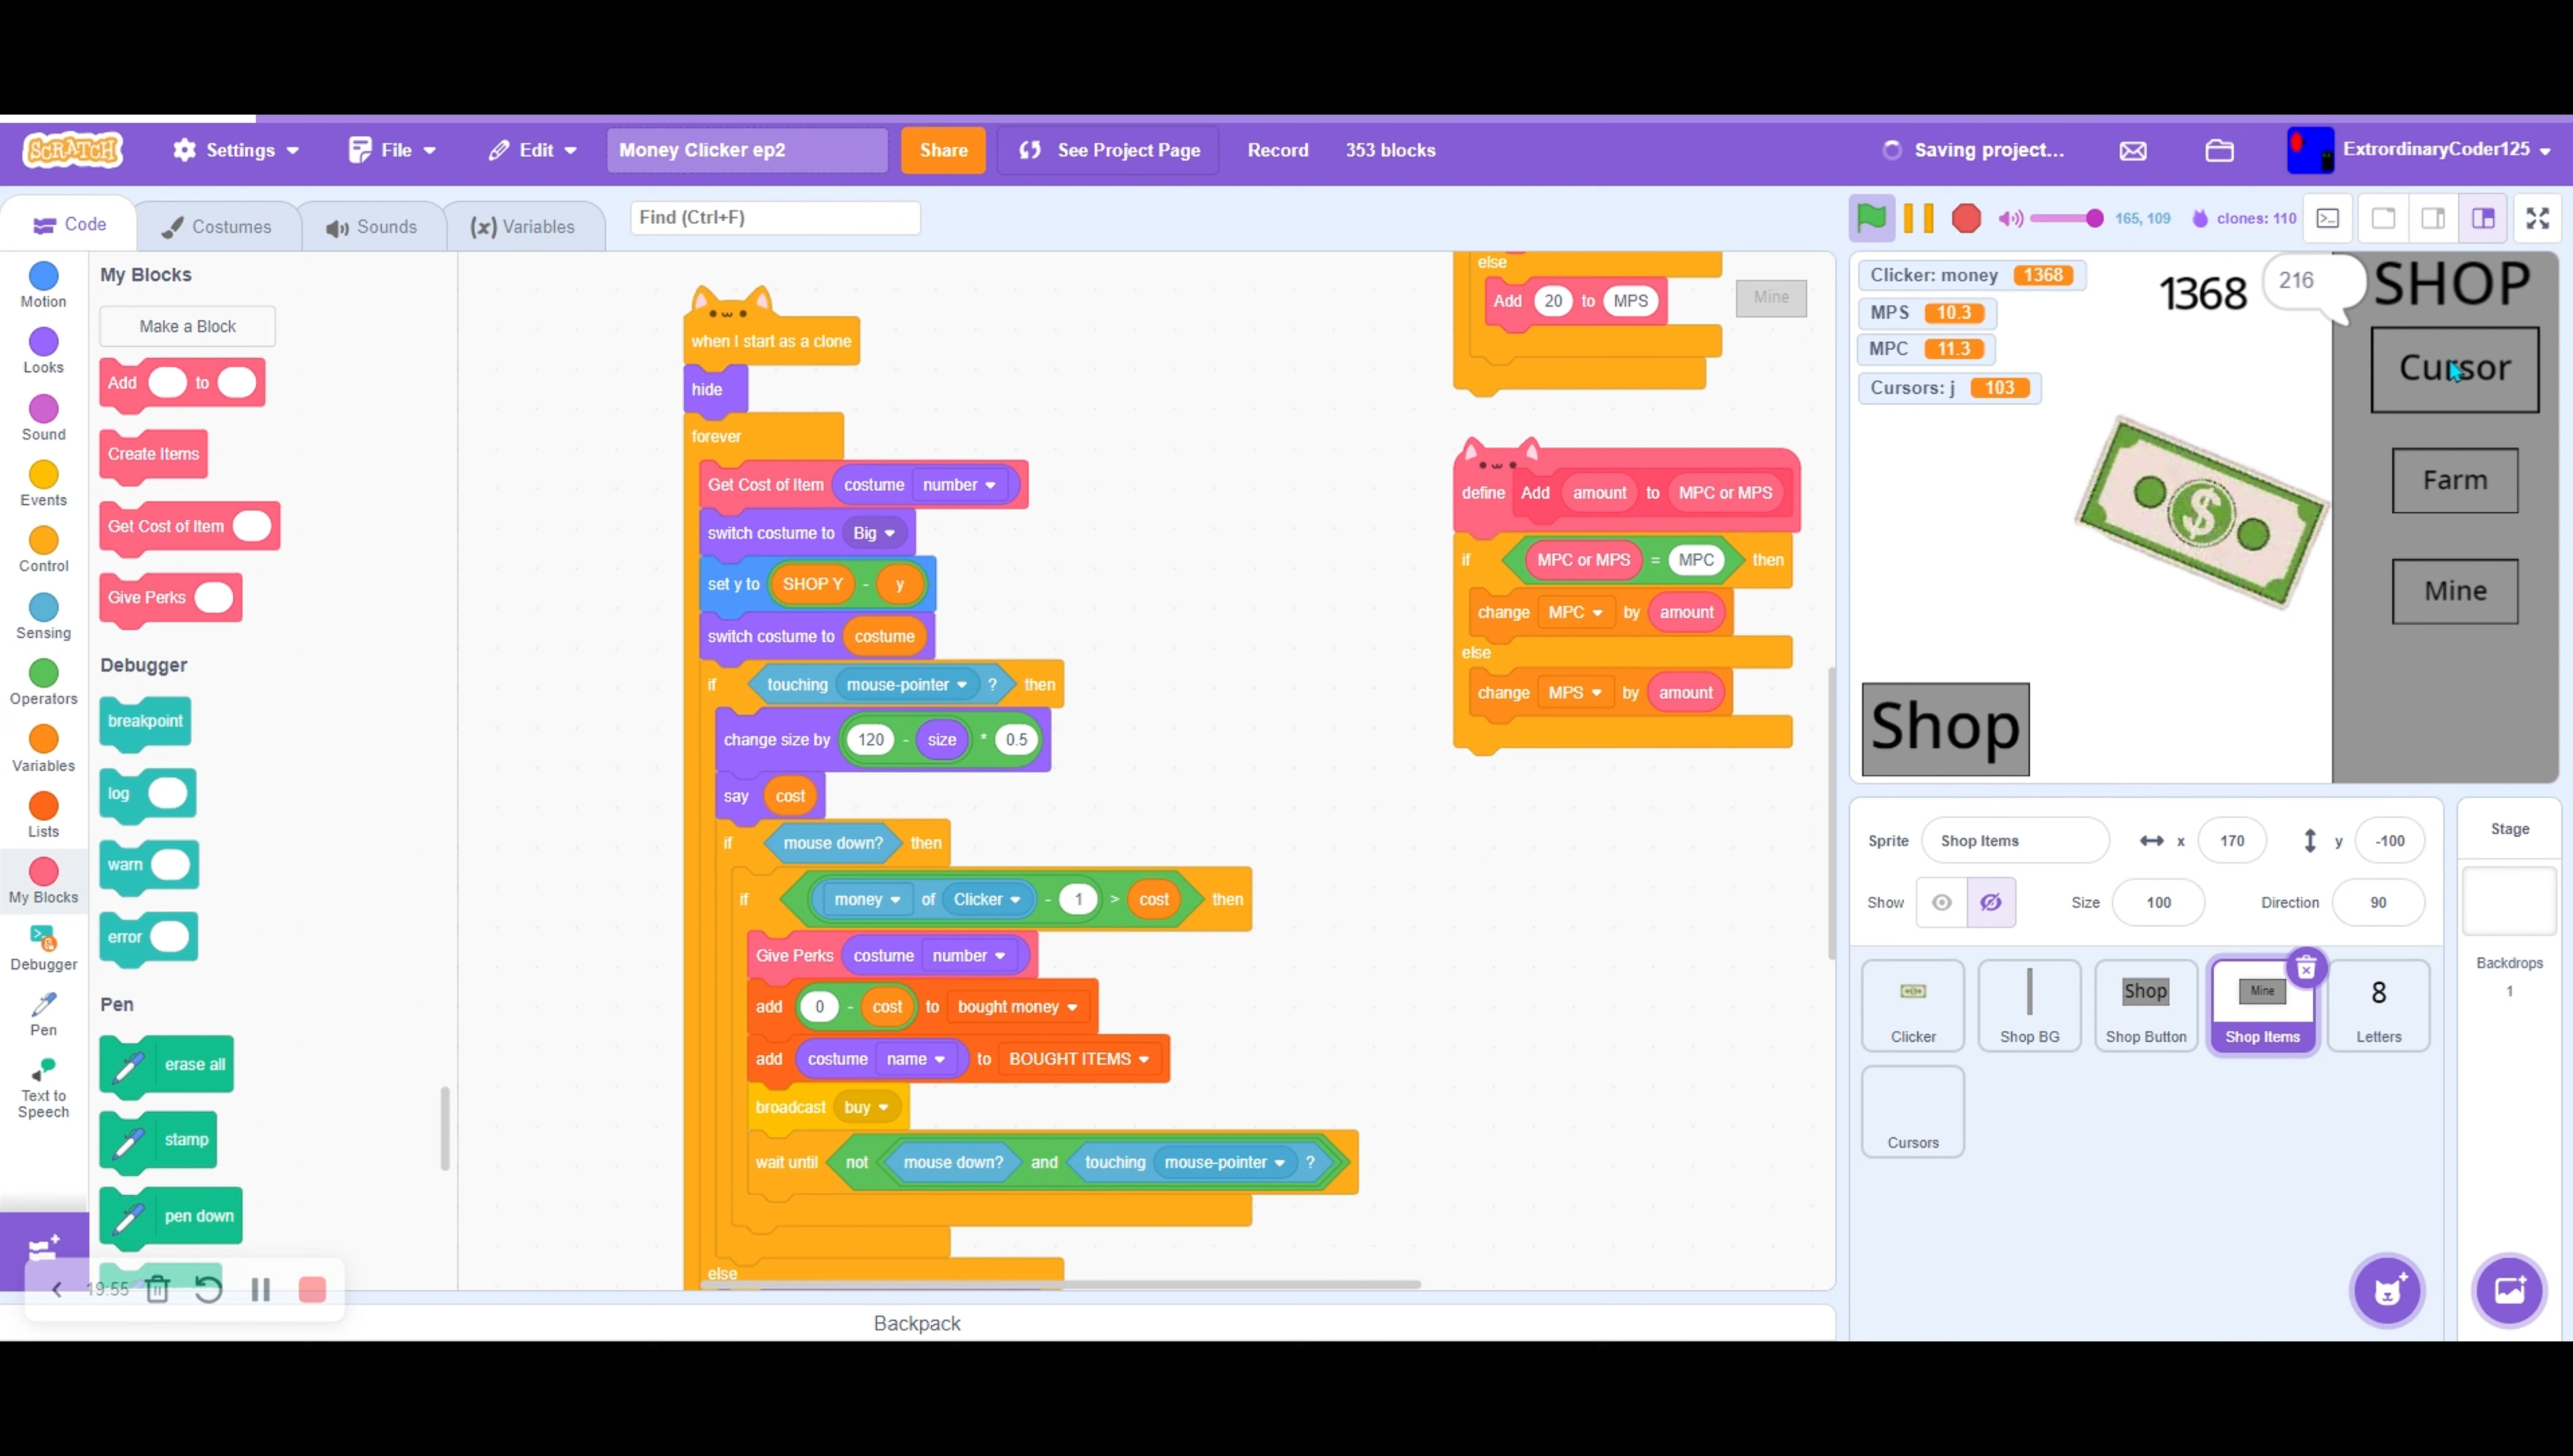 SCRATCH Settings File Edit Money Clicker ep2 Share See Project Page Record 353 blocks Saving project... ExtrordinaryCoder125
Code Costumes Sounds (x) Variables Find (Ctrl+F) 165, 109 clones: 110
Motion
Looks
Sound
Events
Control
Sensing
Operators
Variables
Lists
My Blocks
Debugger
Pen
Text to
Speech
My Blocks
Make a Block
Add to
Create Items
Get Cost of Item
Give Perks
Debugger
breakpoint
log
warn
error
Pen
erase all
stamp
pen down
19:55
when I start as a clone
hide
forever
Get Cost of Item costume number
switch costume to Big
set y to SHOP Y - y
switch costume to costume
if touching mouse-pointer ? then
change size by 120 - size * 0.5
say cost
if mouse down? then
if money of Clicker - 1 > cost then
Give Perks costume number
add 0 - cost to bought money
add costume name to BOUGHT ITEMS
broadcast buy
wait until not mouse down? and touching mouse-pointer ?
else
else
Add 20 to MPS
Mine
define Add amount to MPC or MPS
if MPC or MPS = MPC then
change MPC by amount
else
change MPS by amount
Backpack
Clicker: money 1368
MPS 10.3
MPC 11.3
Cursors: j 103
1368
216
SHOP
Cursor
Farm
Mine
Shop
Sprite Shop Items x 170 y -100
Show Size 100 Direction 90
Clicker
Shop BG
Shop
Shop Button
Mine
Shop Items
8
Letters
Cursors
Stage
Backdrops
1